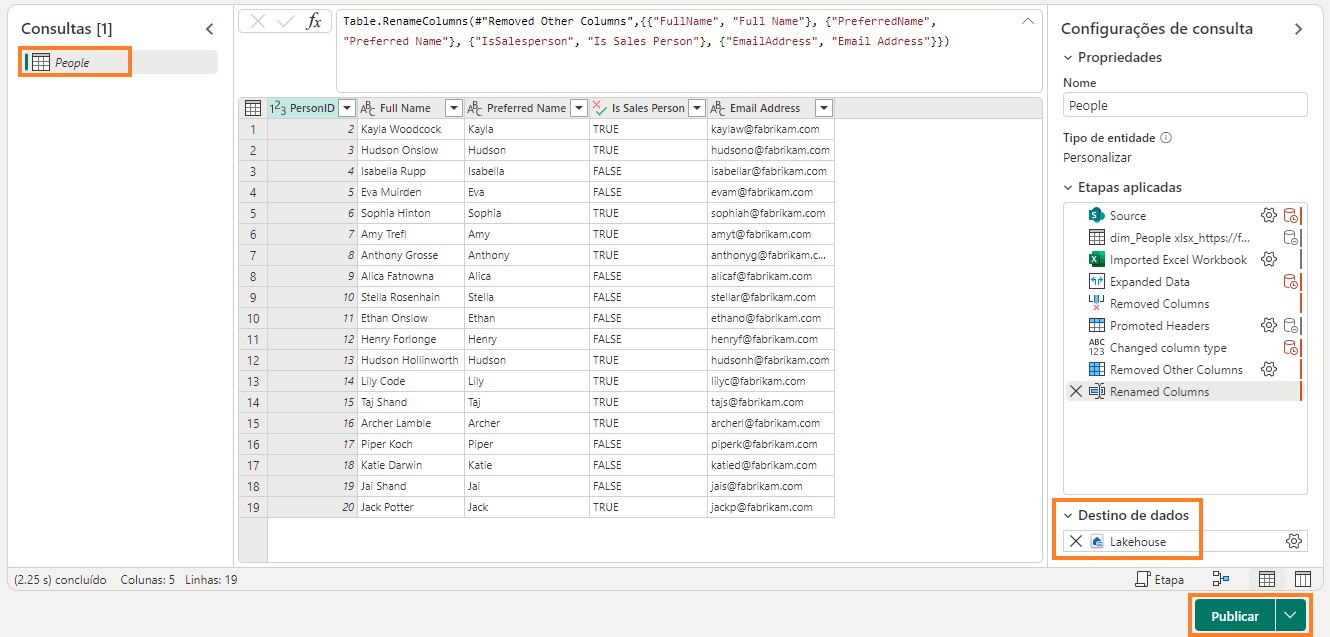 Consultas [1]
People
fx
Table.RenameColumns(#"Removed Other Columns",{{"FullName", "Full Name"}, {"PreferredName",
"Preferred Name"}, {"IsSalesperson", "Is Sales Person"}, {"EmailAddress", "Email Address"}})
1 2 3 PersonID ABC Full Name ABC Preferred Name Is Sales Person ABC Email Address
1 2 Kayla Woodcock Kayla TRUE kaylaw@fabrikam.com
2 3 Hudson Onslow Hudson TRUE hudsono@fabrikam.com
3 4 Isabella Rupp Isabella FALSE isabellar@fabrikam.com
4 5 Eva Muirden Eva FALSE evam@fabrikam.com
5 6 Sophia Hinton Sophia TRUE sophiah@fabrikam.com
6 7 Amy Trefl Amy TRUE amyt@fabrikam.com
7 8 Anthony Grosse Anthony TRUE anthonyg@fabrikam.c...
8 9 Alica Fatnowna Alica FALSE alicaf@fabrikam.com
9 10 Stella Rosenhain Stella FALSE stellar@fabrikam.com
10 11 Ethan Onslow Ethan FALSE ethano@fabrikam.com
11 12 Henry Forlonge Henry FALSE henryf@fabrikam.com
12 13 Hudson Hollinworth Hudson TRUE hudsonh@fabrikam.com
13 14 Lily Code Lily TRUE lilyc@fabrikam.com
14 15 Taj Shand Taj TRUE tajs@fabrikam.com
15 16 Archer Lamble Archer TRUE archerl@fabrikam.com
16 17 Piper Koch Piper FALSE piperk@fabrikam.com
17 18 Katie Darwin Katie FALSE katied@fabrikam.com
18 19 Jai Shand Jai FALSE jais@fabrikam.com
19 20 Jack Potter Jack TRUE jackp@fabrikam.com
Configurações de consulta
Propriedades
Nome
People
Tipo de entidade
Personalizar
Etapas aplicadas
Source
dim_People xlsx_https://f...
Imported Excel Workbook
Expanded Data
Removed Columns
Promoted Headers
ABC 123 Changed column type
Removed Other Columns
Renamed Columns
Destino de dados
Lakehouse
(2.25 s) concluído Colunas: 5 Linhas: 19
Etapa
Publicar